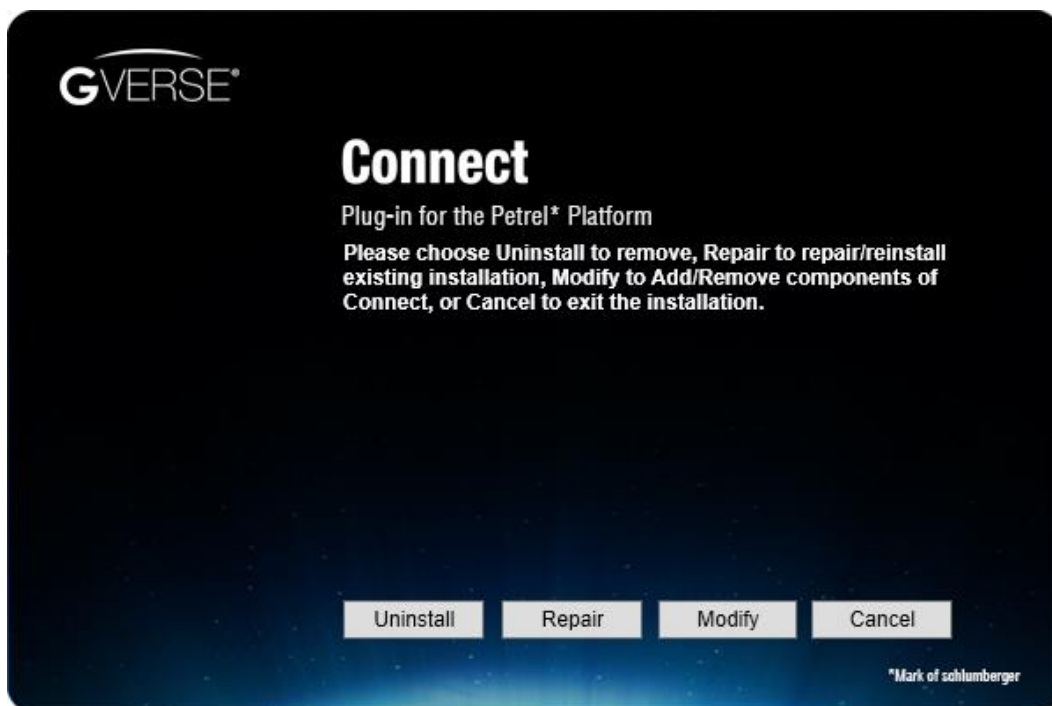 GVERSE®
Connect
Plug-in for the Petrel* Platform
Please choose Uninstall to remove, Repair to repair/reinstall
existing installation, Modify to Add/Remove components of
Connect, or Cancel to exit the installation.
Uninstall Repair Modify Cancel
*Mark of schlumberger